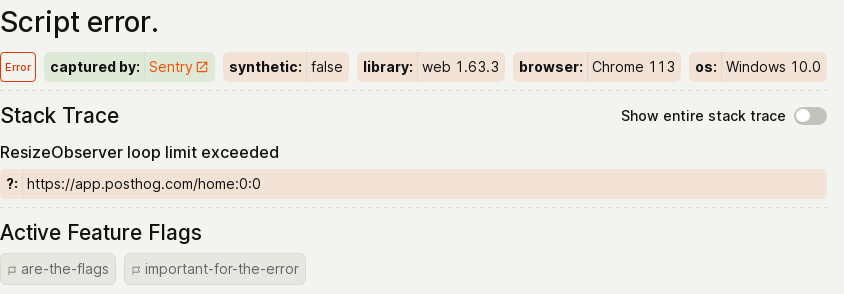 Script error.
Error captured by: Sentry synthetic: false library: web 1.63.3 browser: Chrome 113 os: Windows 10.0
Stack Trace Show entire stack trace
ResizeObserver loop limit exceeded
?: https://app.posthog.com/home:0:0
Active Feature Flags
are-the-flags important-for-the-error